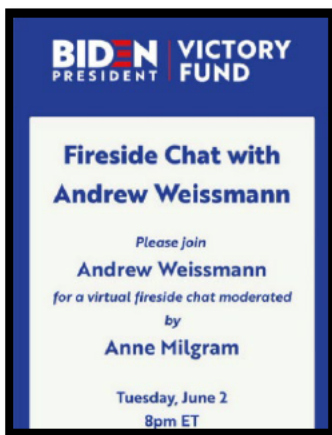 BIDEN VICTORY
PRESIDENT FUND
Fireside Chat with
Andrew Weissmann
Please join
Andrew Weissmann
for a virtual fireside chat moderated
by
Anne Milgram
Tuesday, June 2
8pm ET